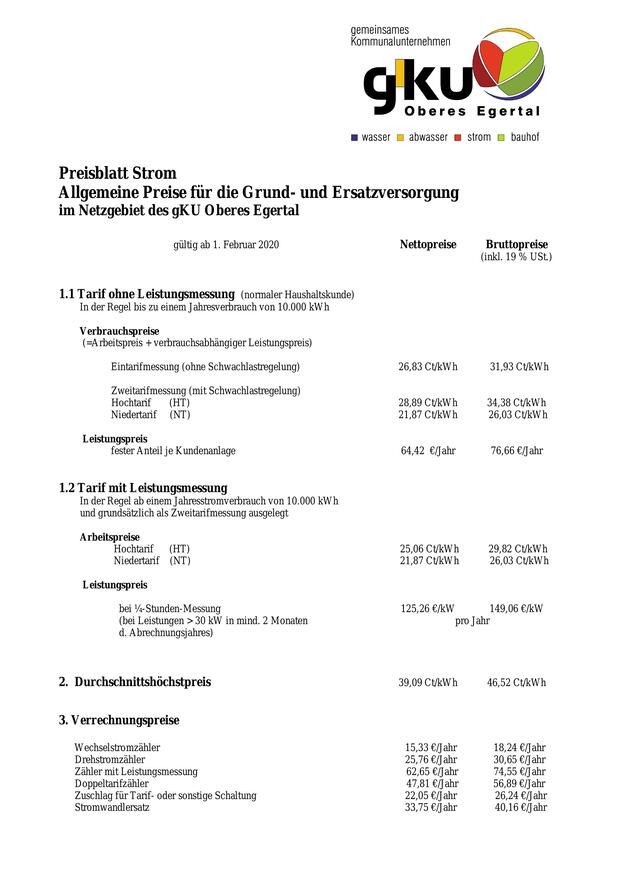 gemeinsames
Kommunalunternehmen
gku
Oberes Egertal
wasser abwasser strom bauhof
Preisblatt Strom
Allgemeine Preise für die Grund- und Ersatzversorgung
im Netzgebiet des gKU Oberes Egertal
gültig ab 1. Februar 2020 Nettopreise Bruttopreise
(inkl. 19 % USt.)
1.1 Tarif ohne Leistungsmessung (normaler Haushaltskunde)
In der Regel bis zu einem Jahresverbrauch von 10.000 kWh
Verbrauchspreise
(=Arbeitspreis + verbrauchsabhängiger Leistungspreis)
Eintarifmessung (ohne Schwachlastregelung) 26,83 Ct/kWh 31,93 Ct/kWh
Zweitarifmessung (mit Schwachlastregelung)
Hochtarif (HT) 28,89 Ct/kWh 34,38 Ct/kWh
Niedertarif (NT) 21,87 Ct/kWh 26,03 Ct/kWh
Leistungspreis
fester Anteil je Kundenanlage 64,42 €/Jahr 76,66 €/Jahr
1.2 Tarif mit Leistungsmessung
In der Regel ab einem Jahresstromverbrauch von 10.000 kWh
und grundsätzlich als Zweitarifmessung ausgelegt
Arbeitspreise
Hochtarif (HT) 25,06 Ct/kWh 29,82 Ct/kWh
Niedertarif (NT) 21,87 Ct/kWh 26,03 Ct/kWh
Leistungspreis
bei ¼-Stunden-Messung 125,26 €/kW 149,06 €/kW
(bei Leistungen > 30 kW in mind. 2 Monaten pro Jahr
d. Abrechnungsjahres)
2. Durchschnittshöchstpreis 39,09 Ct/kWh 46,52 Ct/kWh
3. Verrechnungspreise
Wechselstromzähler 15,33 €/Jahr 18,24 €/Jahr
Drehstromzähler 25,76 €/Jahr 30,65 €/Jahr
Zähler mit Leistungsmessung 62,65 €/Jahr 74,55 €/Jahr
Doppeltarifzähler 47,81 €/Jahr 56,89 €/Jahr
Zuschlag für Tarif- oder sonstige Schaltung 22,05 €/Jahr 26,24 €/Jahr
Stromwandlersatz 33,75 €/Jahr 40,16 €/Jahr